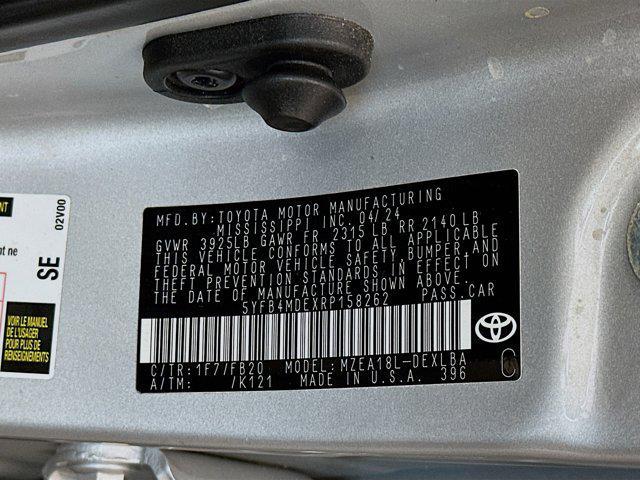 MFD. BY: TOYOTA MOTOR MANUFACTURING
MISSISSIPPI INC. 04/24
GVWR 3925LB GAWR FR 2315 LB RR 2140 LB
THIS VEHICLE CONFORMS TO ALL APPLICABLE
FEDERAL MOTOR VEHICLE SAFETY, BUMPER, AND
THEFT PREVENTION STANDARDS IN EFFECT ON
THE DATE OF MANUFACTURE SHOWN ABOVE.
5YFB4MDEXRP158262 PASS. CAR
C/TR: 1F7/FB20 MODEL: MZEA18L-DEXLBA
A/TM: /K121 MADE IN U.S.A. 396
C
SE
02V00
nt ne
VOIR LE MANUEL
DE L'USAGER
POUR PLUS DE
RENSEIGNEMENTS